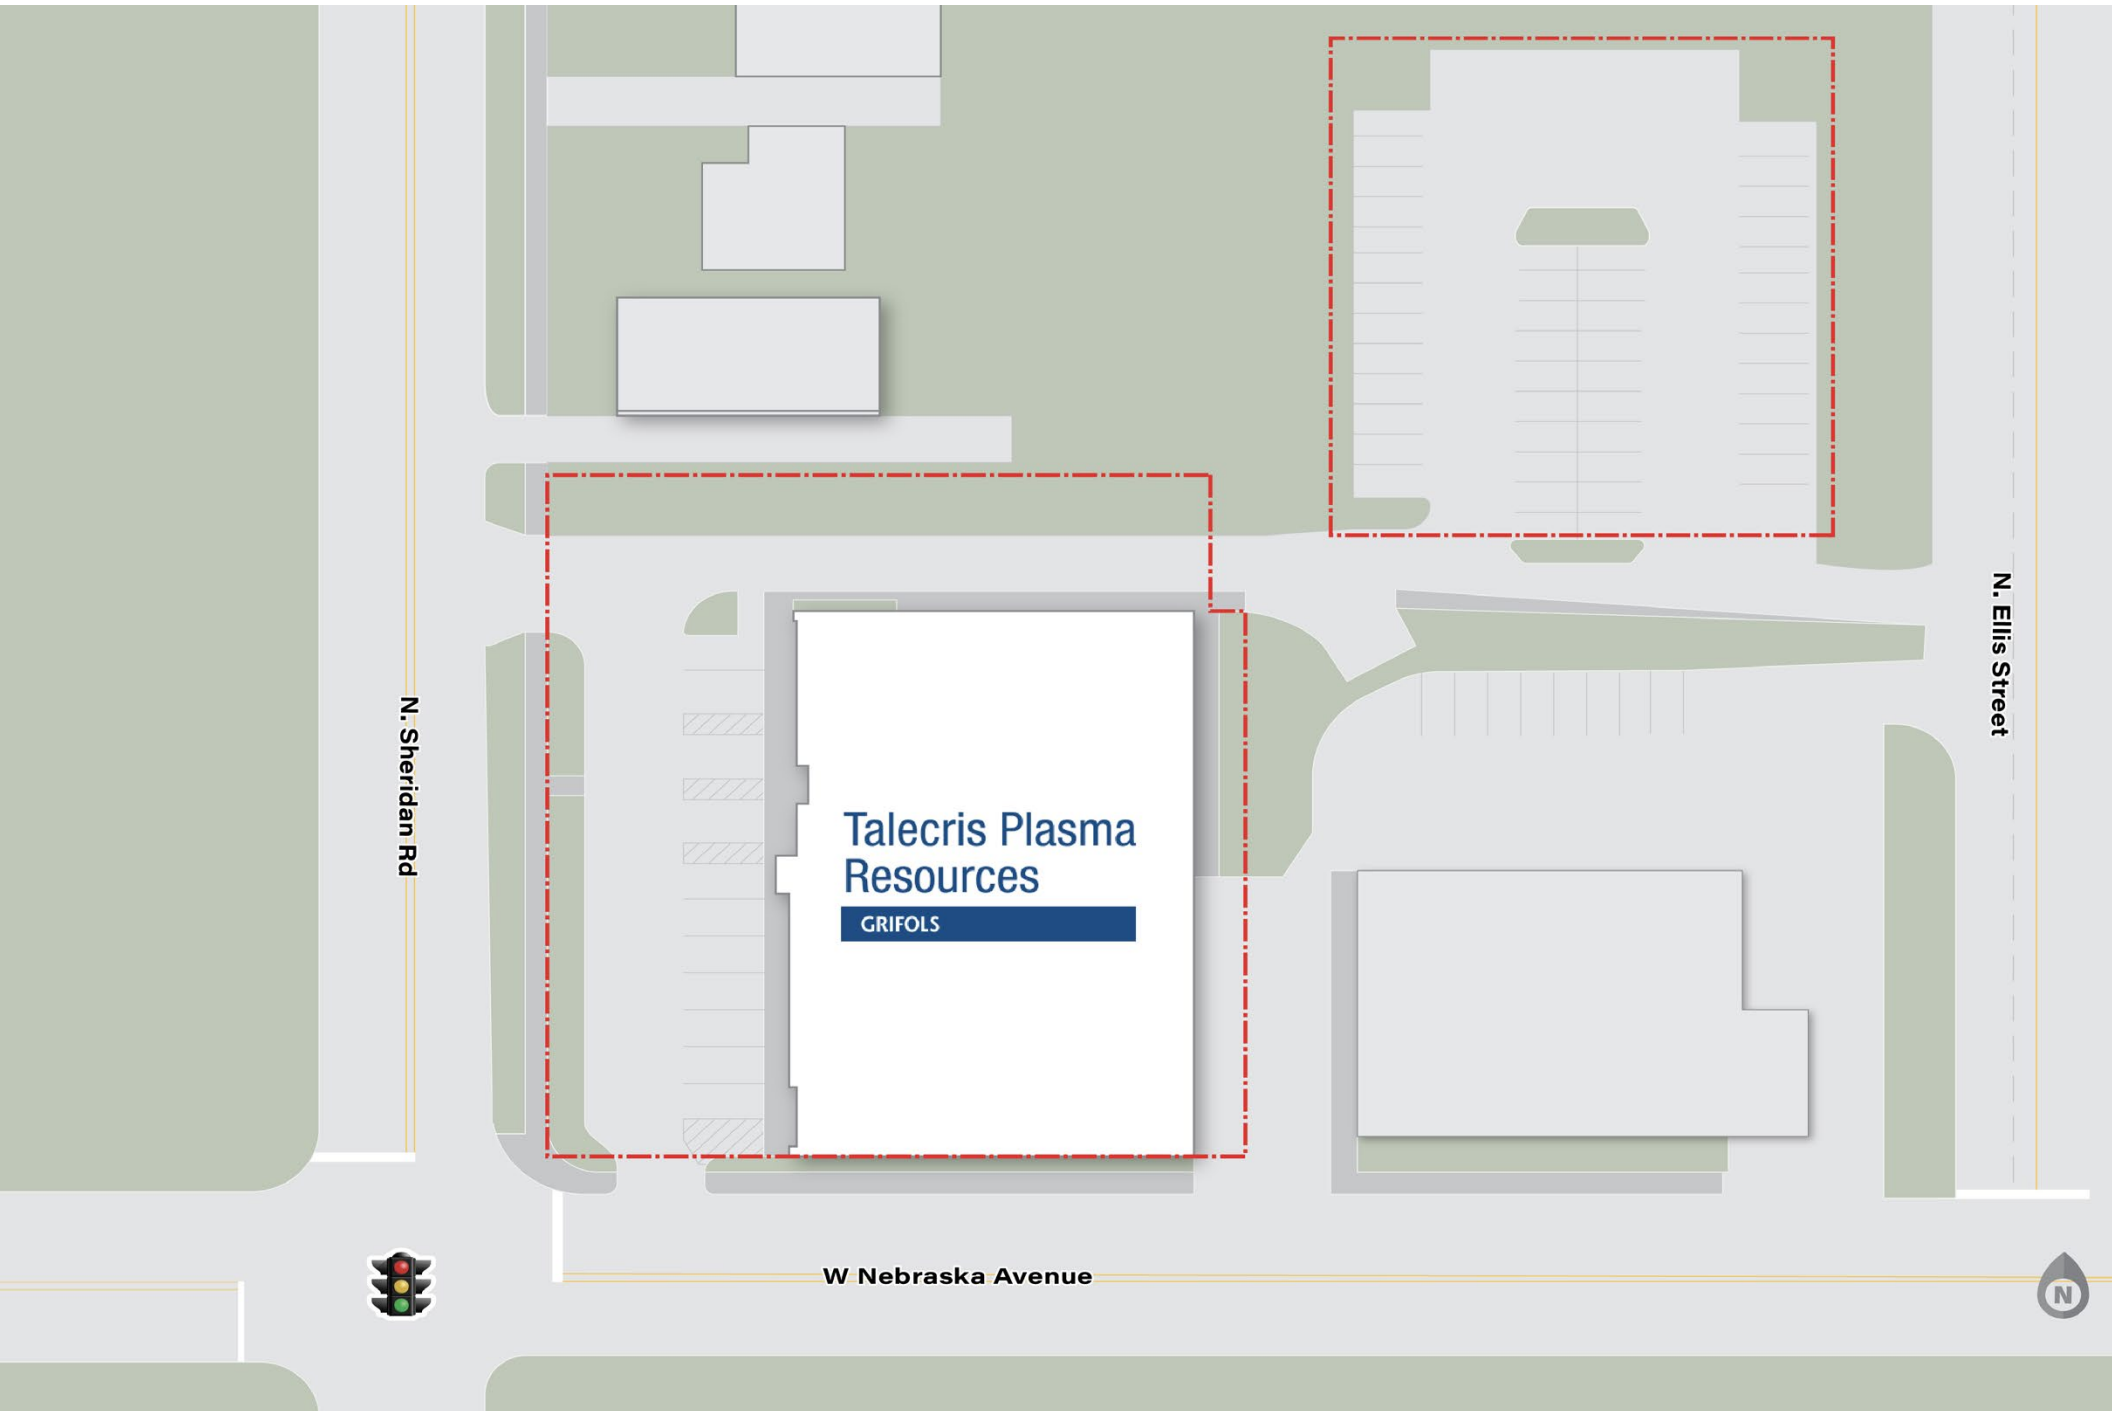 N. Ellis Street
N. Sheridan Rd
Talecris Plasma
Resources
GRIFOLS
W Nebraska Avenue
N